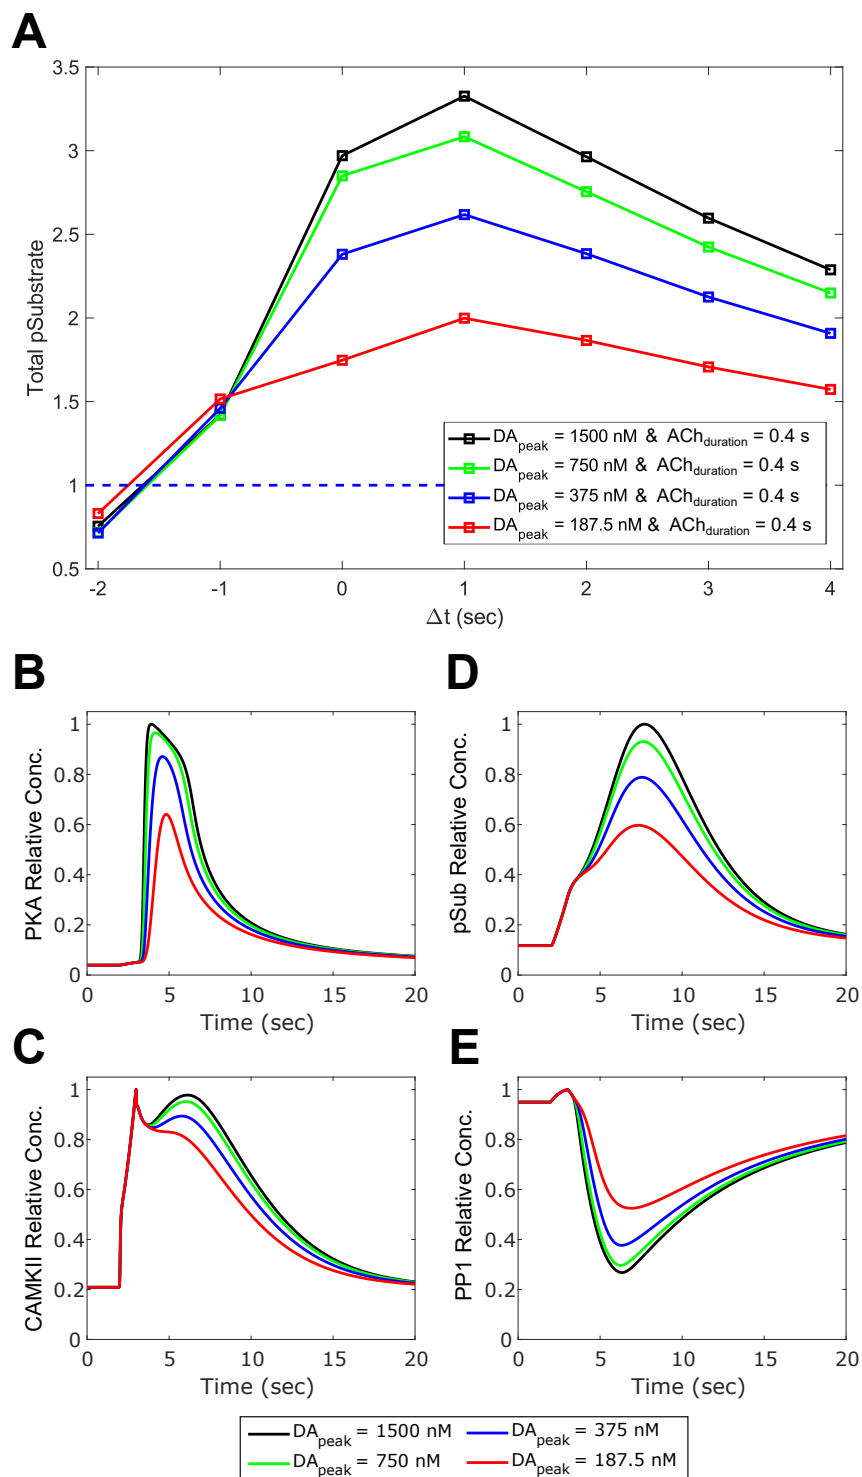 A
3.5
3
2.5
2
1.5
1
0.5
Total pSubstrate
-2 -1 0 1 2 3 4
Δt (sec)
DApeak = 1500 nM & AChduration = 0.4 s
DApeak = 750 nM & AChduration = 0.4 s
DApeak = 375 nM & AChduration = 0.4 s
DApeak = 187.5 nM & AChduration = 0.4 s
B
1
0.8
0.6
0.4
0.2
0
PKA Relative Conc.
0 5 10 15 20
Time (sec)
D
1
0.8
0.6
0.4
0.2
0
pSub Relative Conc.
0 5 10 15 20
Time (sec)
C
1
0.8
0.6
0.4
0.2
0
CAMKII Relative Conc.
0 5 10 15 20
Time (sec)
E
1
0.8
0.6
0.4
0.2
0
PP1 Relative Conc.
0 5 10 15 20
Time (sec)
DApeak = 1500 nM
DApeak = 375 nM
DApeak = 750 nM
DApeak = 187.5 nM